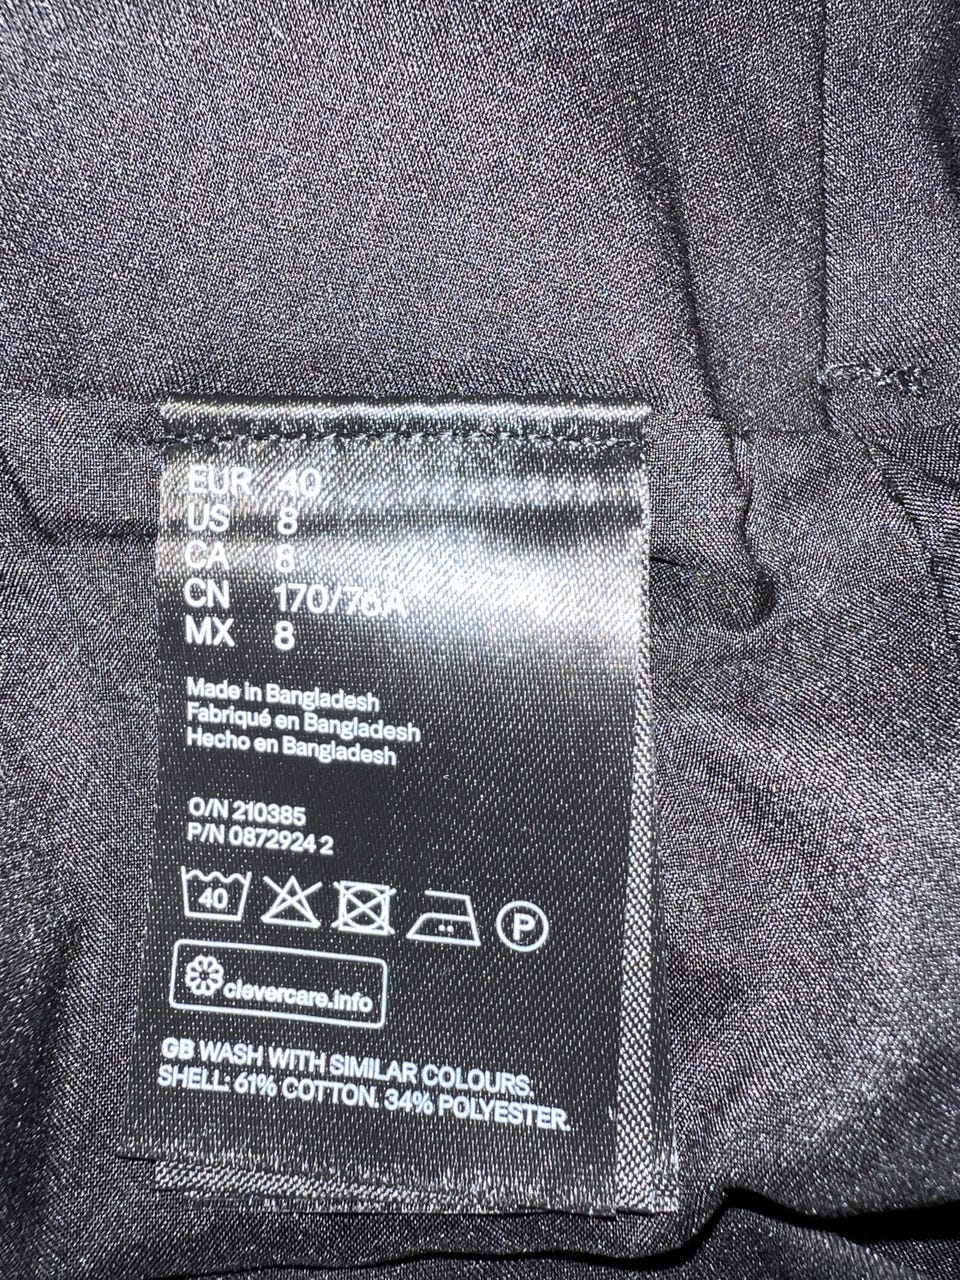 EUR 40
US 8
CA 8
CN 170/76A
MX 8
Made in Bangladesh
Fabriqué en Bangladesh
Hecho en Bangladesh
O/N 210385
P/N 0872924 2
40
P
clevercare.info
GB WASH WITH SIMILAR COLOURS.
SHELL: 61% COTTON. 34% POLYESTER.